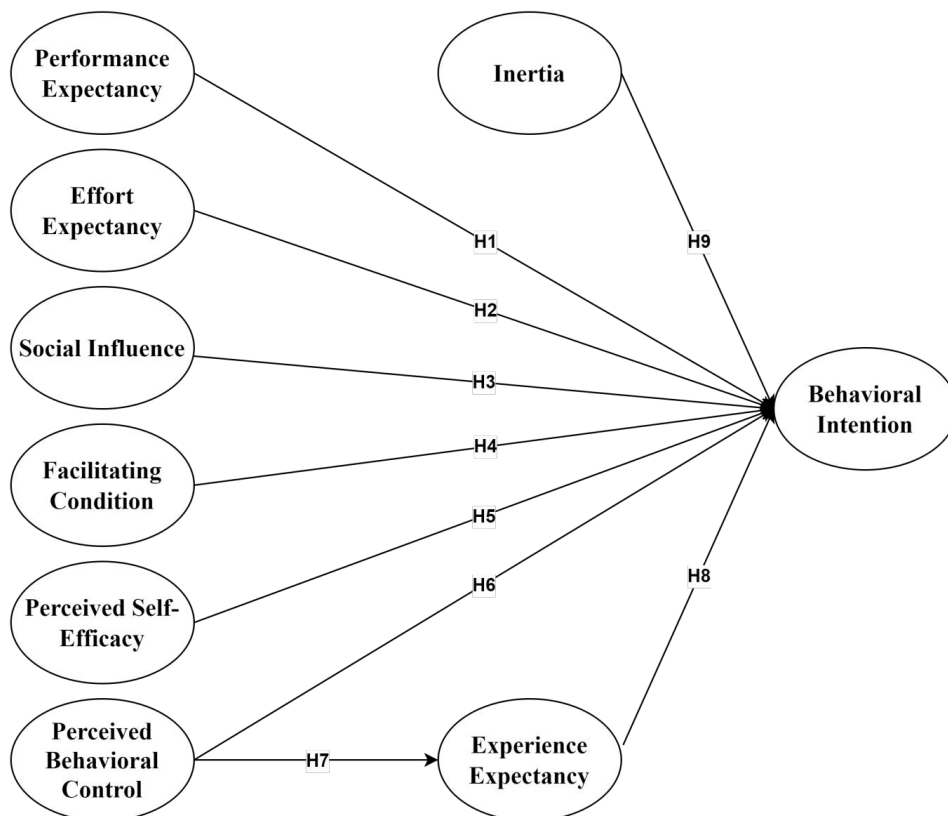 Performance
Expectancy
Inertia
Effort
Expectancy
H1
H9
H2
Social Influence
H3
Behavioral
Intention
H4
Facilitating
Condition
H5
H6
H8
Perceived Self-
Efficacy
Perceived
Behavioral
Control
H7
Experience
Expectancy